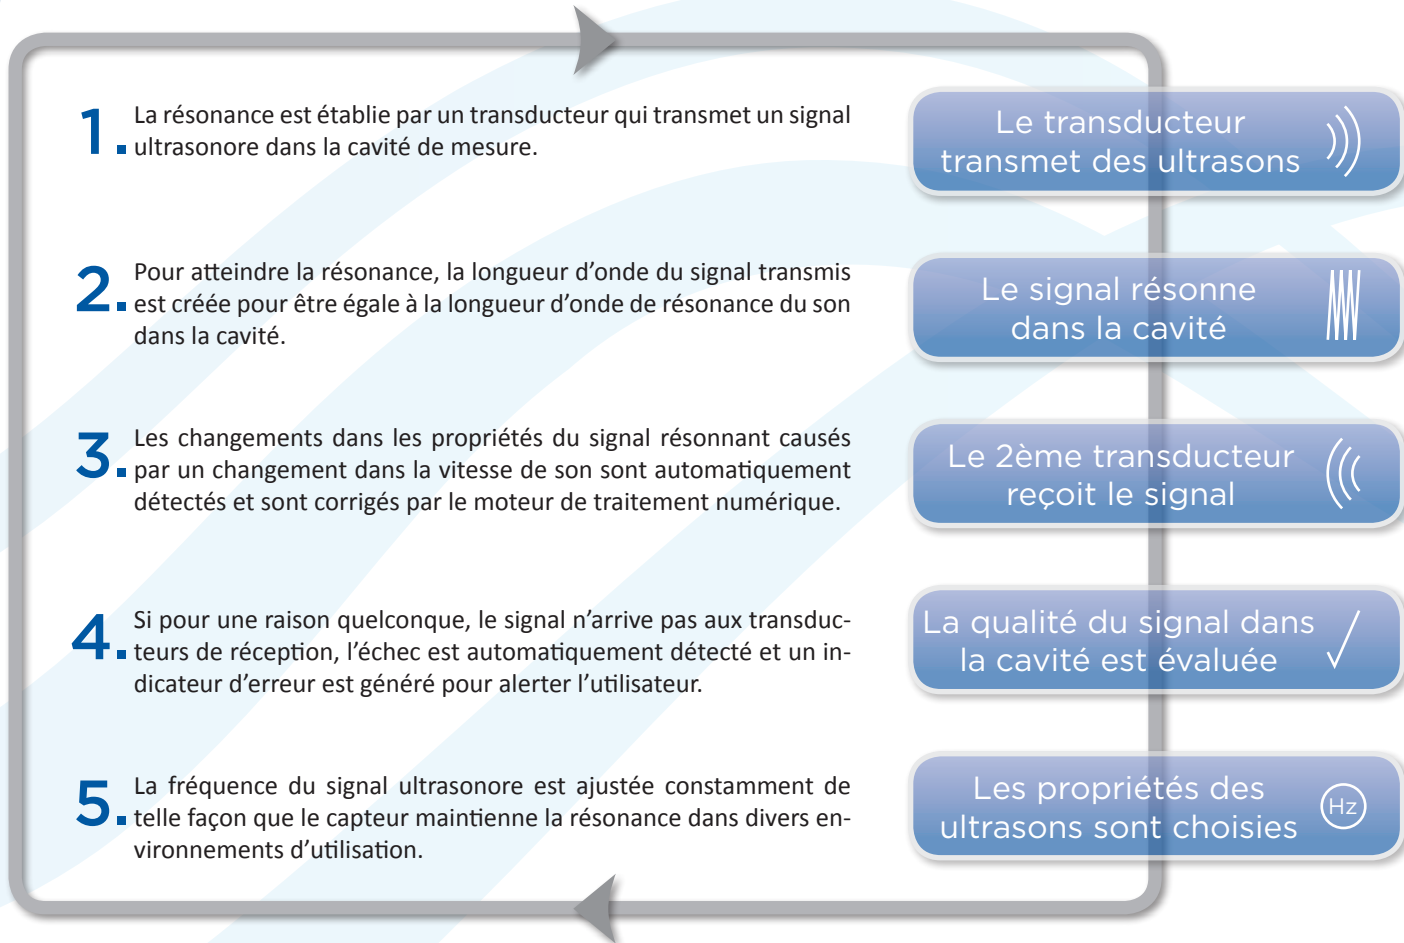 1. La résonance est établie par un transducteur qui transmet un signal
ultrasonore dans la cavité de mesure.
Le transducteur
transmet des ultrasons
2. Pour atteindre la résonance, la longueur d’onde du signal transmis
est créée pour être égale à la longueur d’onde de résonance du son
dans la cavité.
Le signal résonne
dans la cavité
3. Les changements dans les propriétés du signal résonnant causés
par un changement dans la vitesse de son sont automatiquement
détectés et sont corrigés par le moteur de traitement numérique.
Le 2ème transducteur
reçoit le signal
4. Si pour une raison quelconque, le signal n’arrive pas aux transduc-
teurs de réception, l’échec est automatiquement détecté et un in-
dicateur d’erreur est généré pour alerter l’utilisateur.
La qualité du signal dans
la cavité est évaluée
5. La fréquence du signal ultrasonore est ajustée constamment de
telle façon que le capteur maintienne la résonance dans divers en-
vironnements d’utilisation.
Les propriétés des
ultrasons sont choisies
Hz